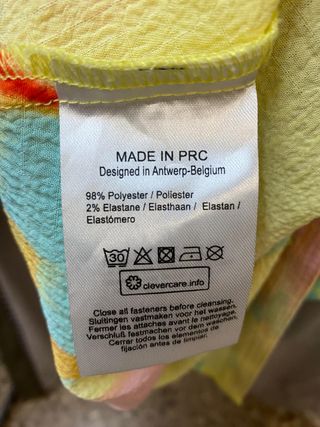 MADE IN PRC
Designed in Antwerp-Belgium
98% Polyester / Poliester
2% Elastane / Elasthaan / Elastan /
Elastómero
30
clevercare.info
Close all fasteners before cleansing,
Sluitingen vastmaken voor het wassen.
Fermer les attaches avant le nettoyage.
Verschluß festmachen vor dem waschen,
Cerrar todos los elementos de
fijación antes de limpiar.